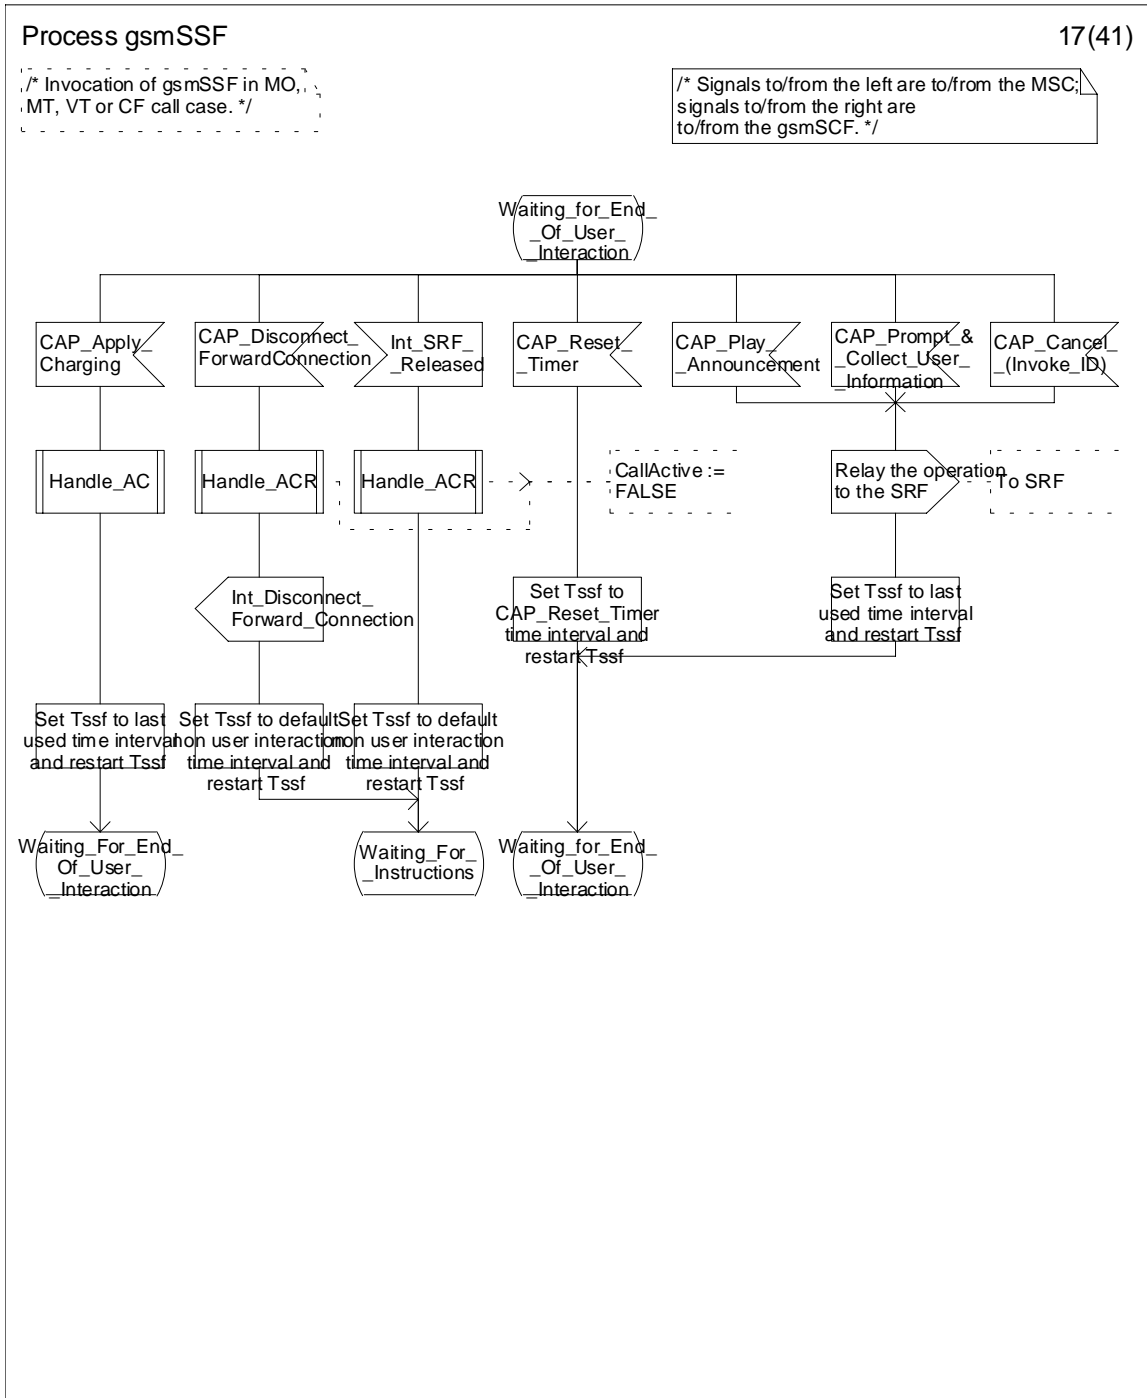 Process gsmSSF
17(41)
/* Invocation of gsmSSF in MO,
MT, VT or CF call case. */
/* Signals to/from the left are to/from the MSC;
signals to/from the right are
to/from the gsmSCF. */
Waiting_for_End_
_Of_User_
_Interaction
CAP_Apply_
Charging
CAP_Disconnect_
ForwardConnection
Int_SRF_
_Released
CAP_Reset_
_Timer
CAP_Play_
_Announcement
CAP_Prompt_&
_Collect_User_
_Information
CAP_Cancel_
_(Invoke_ID)
Handle_AC
Handle_ACR
Handle_ACR
CallActive :=
FALSE
Relay the operation
to the SRF
To SRF
Int_Disconnect_
Forward_Connection
Set Tssf to
CAP_Reset_Timer
time interval and
restart Tssf
Set Tssf to last
used time interval
and restart Tssf
Set Tssf to last
used time interval
and restart Tssf
Set Tssf to default
non user interaction
time interval and
restart Tssf
Set Tssf to default
non user interaction
time interval and
restart Tssf
Waiting_For_End_
Of_User_
_Interaction
Waiting_For_
_Instructions
Waiting_for_End_
_Of_User_
_Interaction